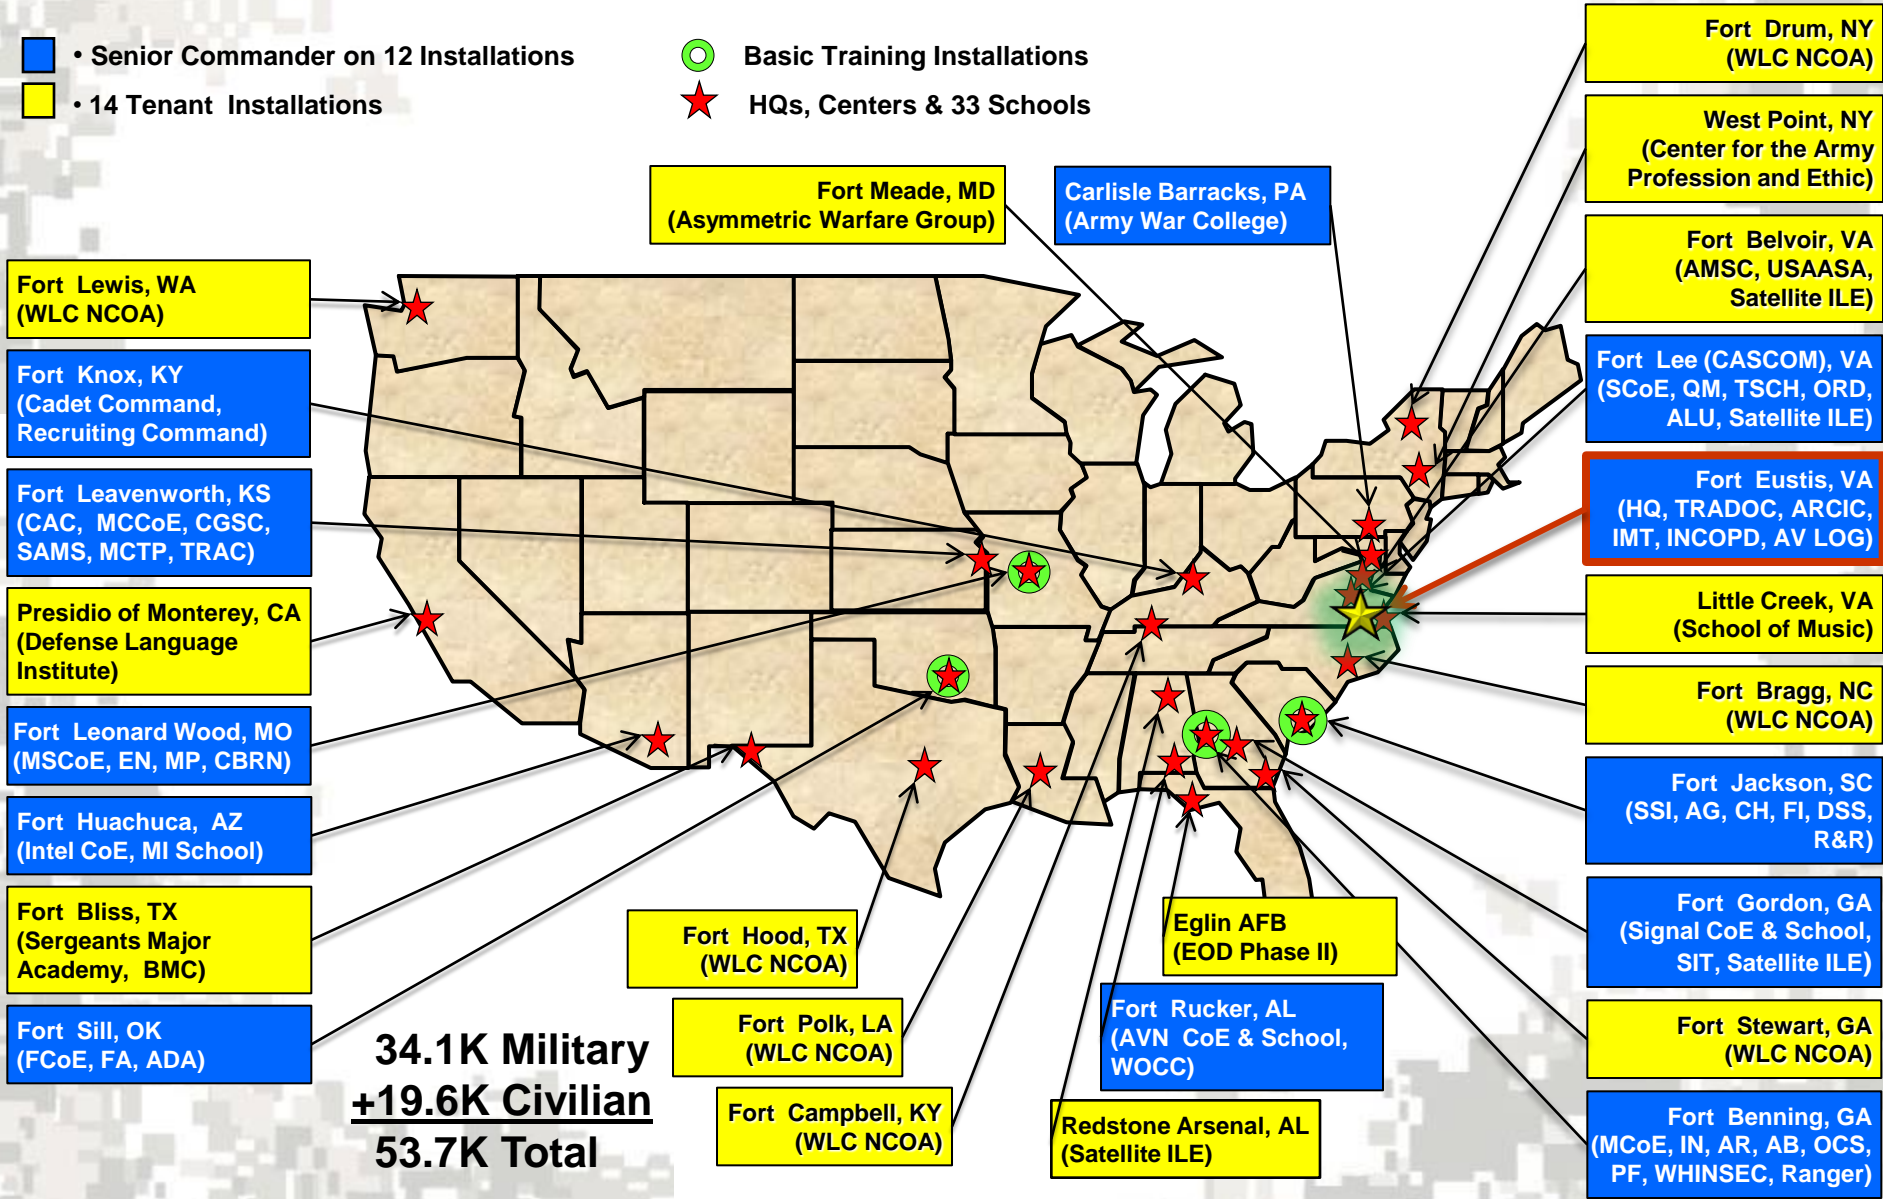 • Senior Commander on 12 Installations
• 14 Tenant Installations
Basic Training Installations
HQs, Centers & 33 Schools
Fort Meade, MD
(Asymmetric Warfare Group)
Carlisle Barracks, PA
(Army War College)
Fort Lewis, WA
(WLC NCOA)
Fort Knox, KY
(Cadet Command,
Recruiting Command)
Fort Leavenworth, KS
(CAC, MCCoE, CGSC,
SAMS, MCTP, TRAC)
Presidio of Monterey, CA
(Defense Language
Institute)
Fort Leonard Wood, MO
(MSCoE, EN, MP, CBRN)
Fort Huachuca, AZ
(Intel CoE, MI School)
Fort Bliss, TX
(Sergeants Major
Academy, BMC)
Fort Sill, OK
(FCoE, FA, ADA)
34.1K Military
+19.6K Civilian
53.7K Total
Fort Hood, TX
(WLC NCOA)
Fort Polk, LA
(WLC NCOA)
Fort Campbell, KY
(WLC NCOA)
Eglin AFB
(EOD Phase II)
Fort Rucker, AL
(AVN CoE & School,
WOCC)
Redstone Arsenal, AL
(Satellite ILE)
Fort Drum, NY
(WLC NCOA)
West Point, NY
(Center for the Army
Profession and Ethic)
Fort Belvoir, VA
(AMSC, USAASA,
Satellite ILE)
Fort Lee (CASCOM), VA
(SCoE, QM, TSCH, ORD,
ALU, Satellite ILE)
Fort Eustis, VA
(HQ, TRADOC, ARCIC,
IMT, INCOPD, AV LOG)
Little Creek, VA
(School of Music)
Fort Bragg, NC
(WLC NCOA)
Fort Jackson, SC
(SSI, AG, CH, FI, DSS,
R&R)
Fort Gordon, GA
(Signal CoE & School,
SIT, Satellite ILE)
Fort Stewart, GA
(WLC NCOA)
Fort Benning, GA
(MCoE, IN, AR, AB, OCS,
PF, WHINSEC, Ranger)